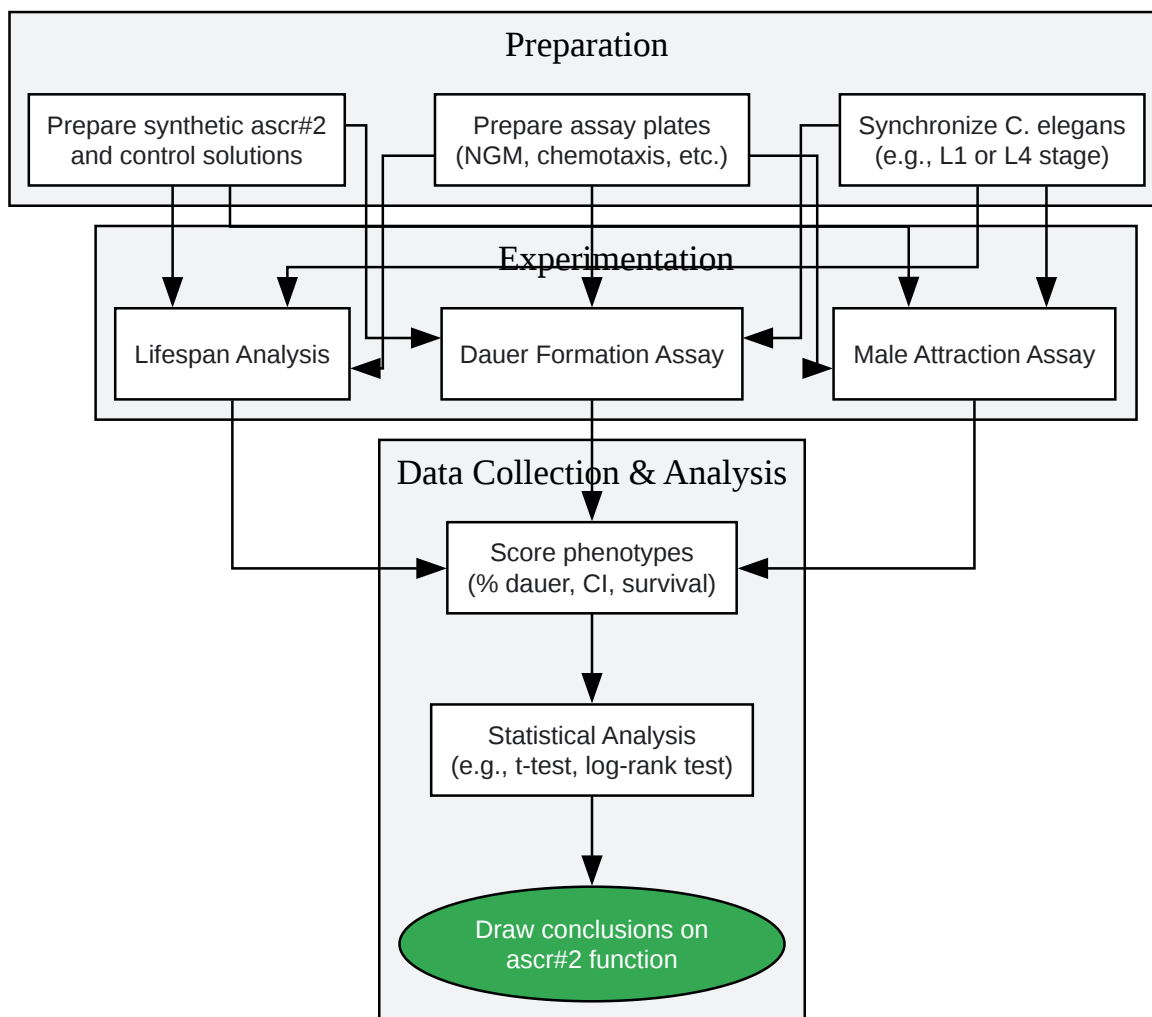 Preparation
Prepare synthetic ascr#2
and control solutions
Prepare assay plates
(NGM, chemotaxis, etc.)
Synchronize C. elegans
(e.g., L1 or L4 stage)
Experimentation
Lifespan Analysis
Dauer Formation Assay
Male Attraction Assay
Data Collection & Analysis
Score phenotypes
(% dauer, CI, survival)
Statistical Analysis
(e.g., t-test, log-rank test)
Draw conclusions on
ascr#2 function